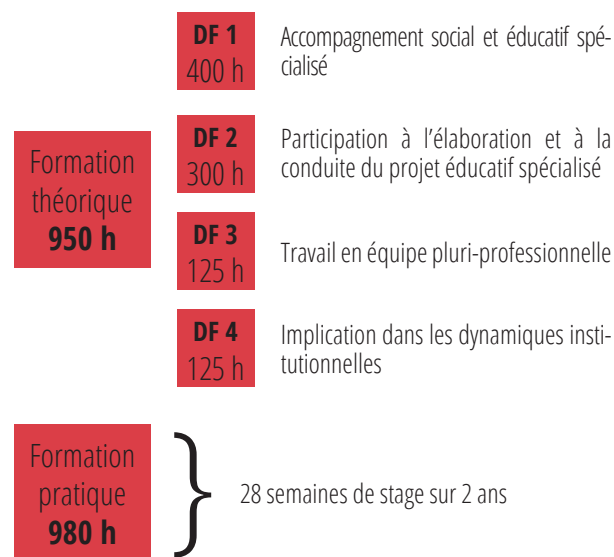 DF 1
400 h
Accompagnement social et éducatif spé-
cialisé
Formation
théorique
950 h
DF 2
300 h
Participation à l’élaboration et à la
conduite du projet éducatif spécialisé
DF 3
125 h
Travail en équipe pluri-professionnelle
DF 4
125 h
Implication dans les dynamiques insti-
tutionnelles
Formation
pratique
980 h
28 semaines de stage sur 2 ans